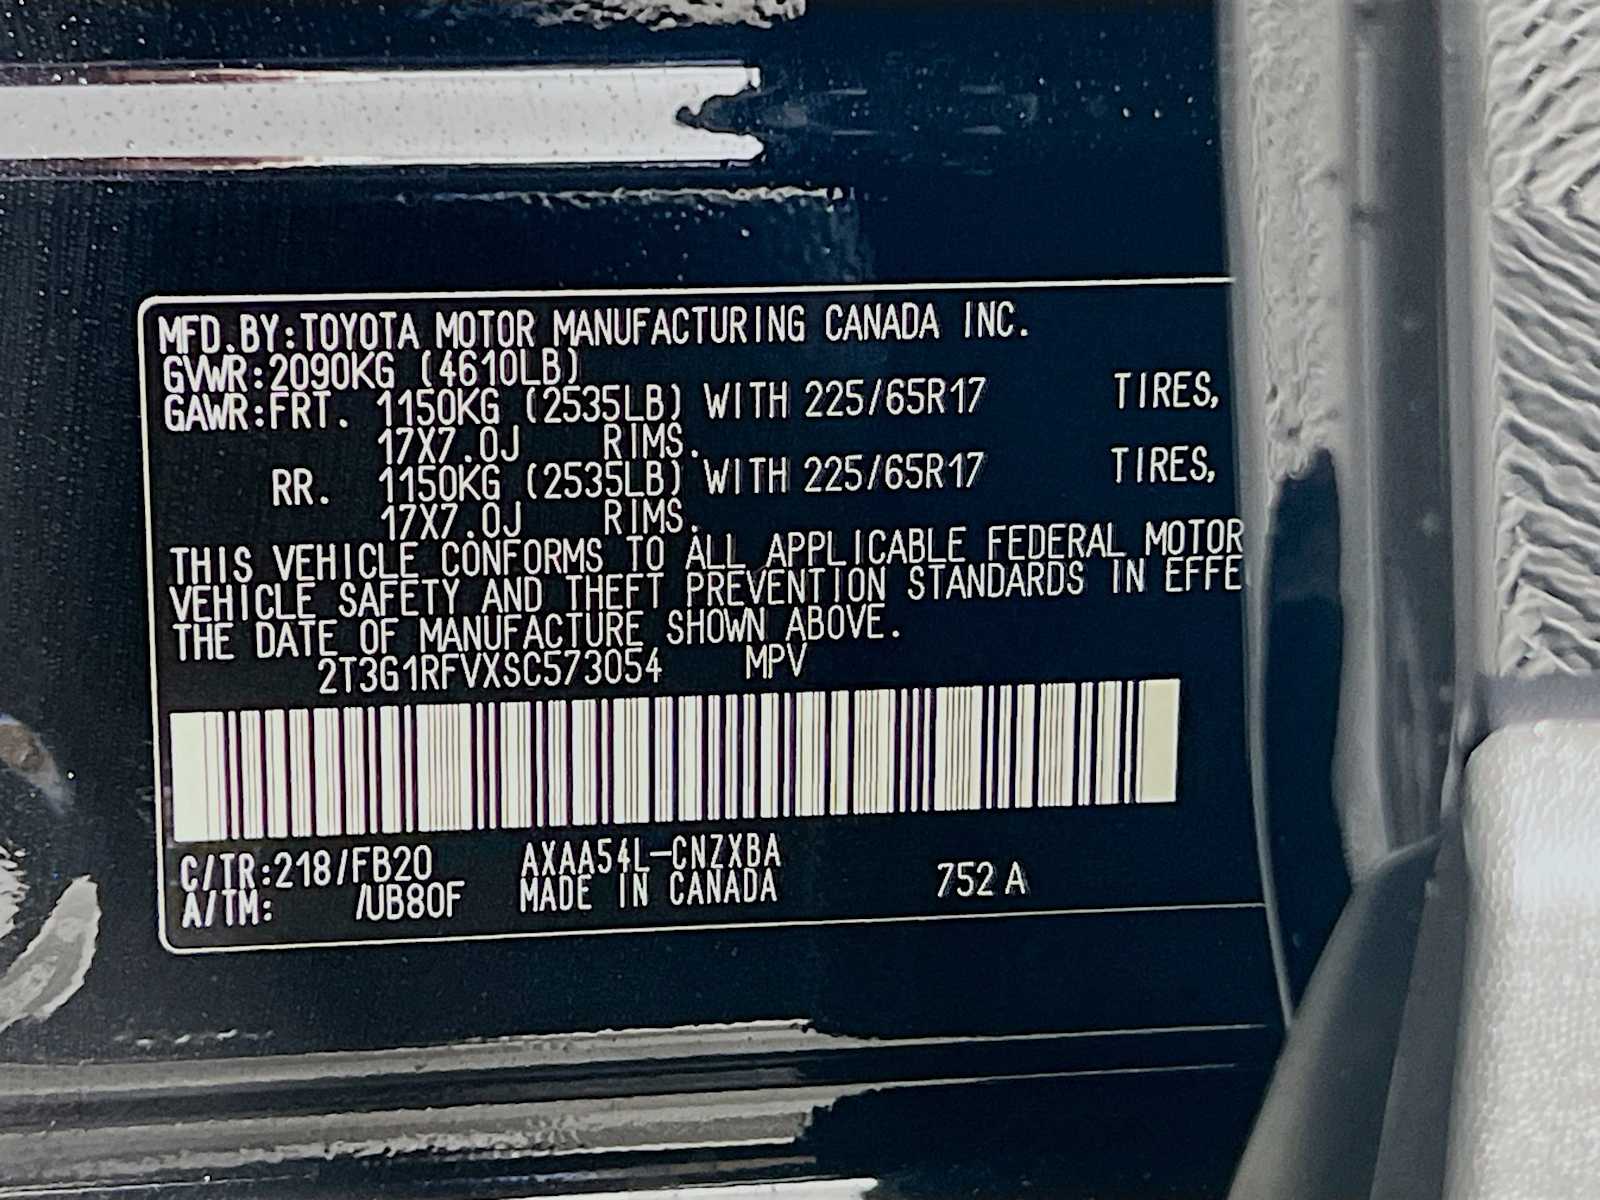 MFD.BY:TOYOTA MOTOR MANUFACTURING CANADA INC.
GVWR:2090KG (4610LB)
GAWR:FRT. 1150KG (2535LB) WITH 225/65R17 TIRES,
17X7.0J RIMS.
RR. 1150KG (2535LB) WITH 225/65R17 TIRES,
17X7.0J RIMS.
THIS VEHICLE CONFORMS TO ALL APPLICABLE FEDERAL MOTOR
VEHICLE SAFETY AND THEFT PREVENTION STANDARDS IN EFFE
THE DATE OF MANUFACTURE SHOWN ABOVE.
2T3G1RFVXSC573054 MPV
C/TR:218/FB20 AXAA54L-CNZXBA 752 A
A/TM: /UB80F MADE IN CANADA